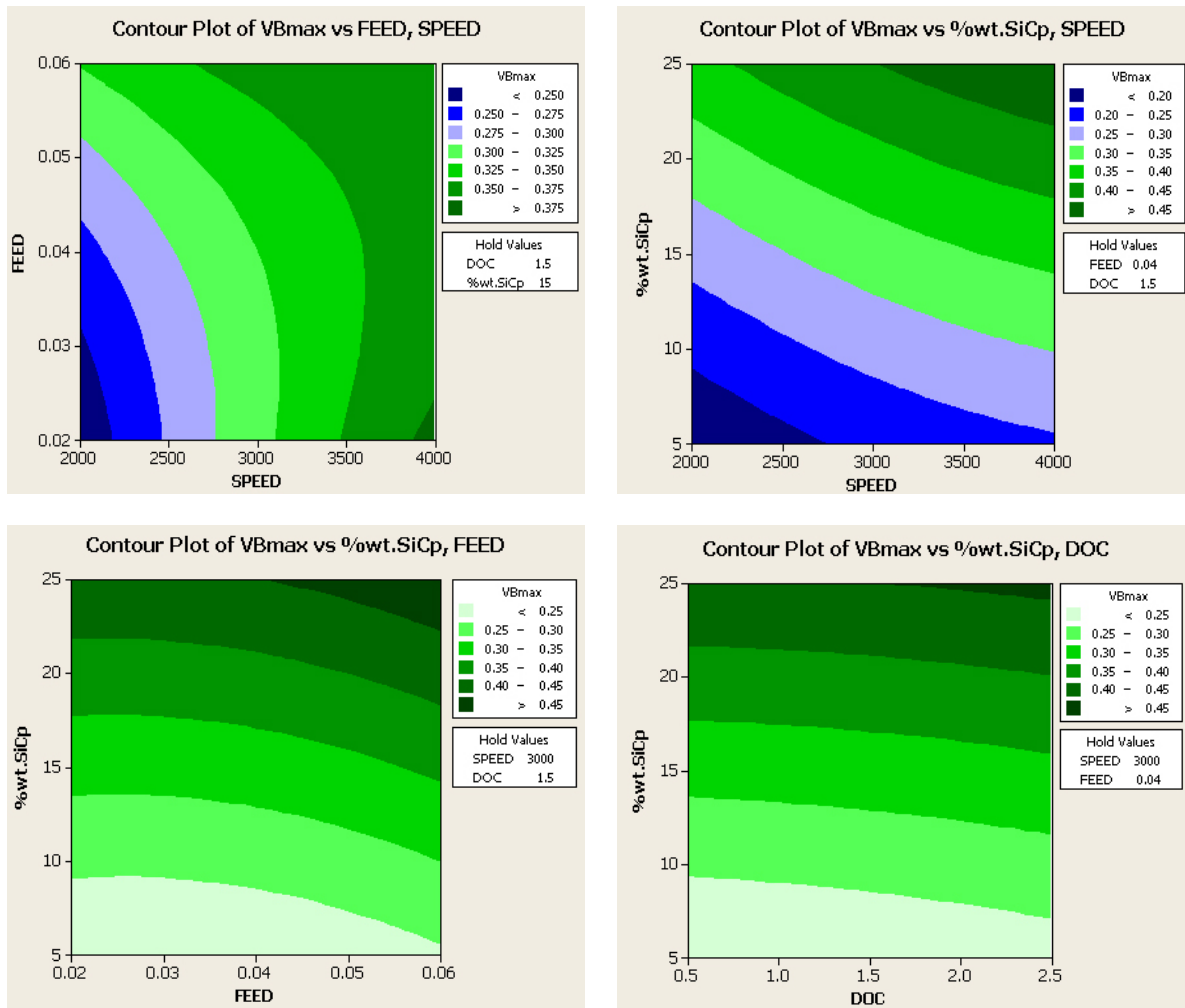 Contour Plot of VBmax vs FEED, SPEED
0.06
0.05
0.04
0.03
0.02
FEED
2000 2500 3000 3500 4000
SPEED
VBmax
< 0.250
0.250 – 0.275
0.275 – 0.300
0.300 – 0.325
0.325 – 0.350
0.350 – 0.375
> 0.375
Hold Values
DOC 1.5
%wt.SiCp 15
Contour Plot of VBmax vs %wt.SiCp, SPEED
25
20
15
10
5
%wt.SiCp
2000 2500 3000 3500 4000
SPEED
VBmax
< 0.20
0.20 – 0.25
0.25 – 0.30
0.30 – 0.35
0.35 – 0.40
0.40 – 0.45
> 0.45
Hold Values
FEED 0.04
DOC 1.5
Contour Plot of VBmax vs %wt.SiCp, FEED
25
20
15
10
5
%wt.SiCp
0.02 0.03 0.04 0.05 0.06
FEED
VBmax
< 0.25
0.25 – 0.30
0.30 – 0.35
0.35 – 0.40
0.40 – 0.45
> 0.45
Hold Values
SPEED 3000
DOC 1.5
Contour Plot of VBmax vs %wt.SiCp, DOC
25
20
15
10
5
%wt.SiCp
0.5 1.0 1.5 2.0 2.5
DOC
VBmax
< 0.25
0.25 – 0.30
0.30 – 0.35
0.35 – 0.40
0.40 – 0.45
> 0.45
Hold Values
SPEED 3000
FEED 0.04